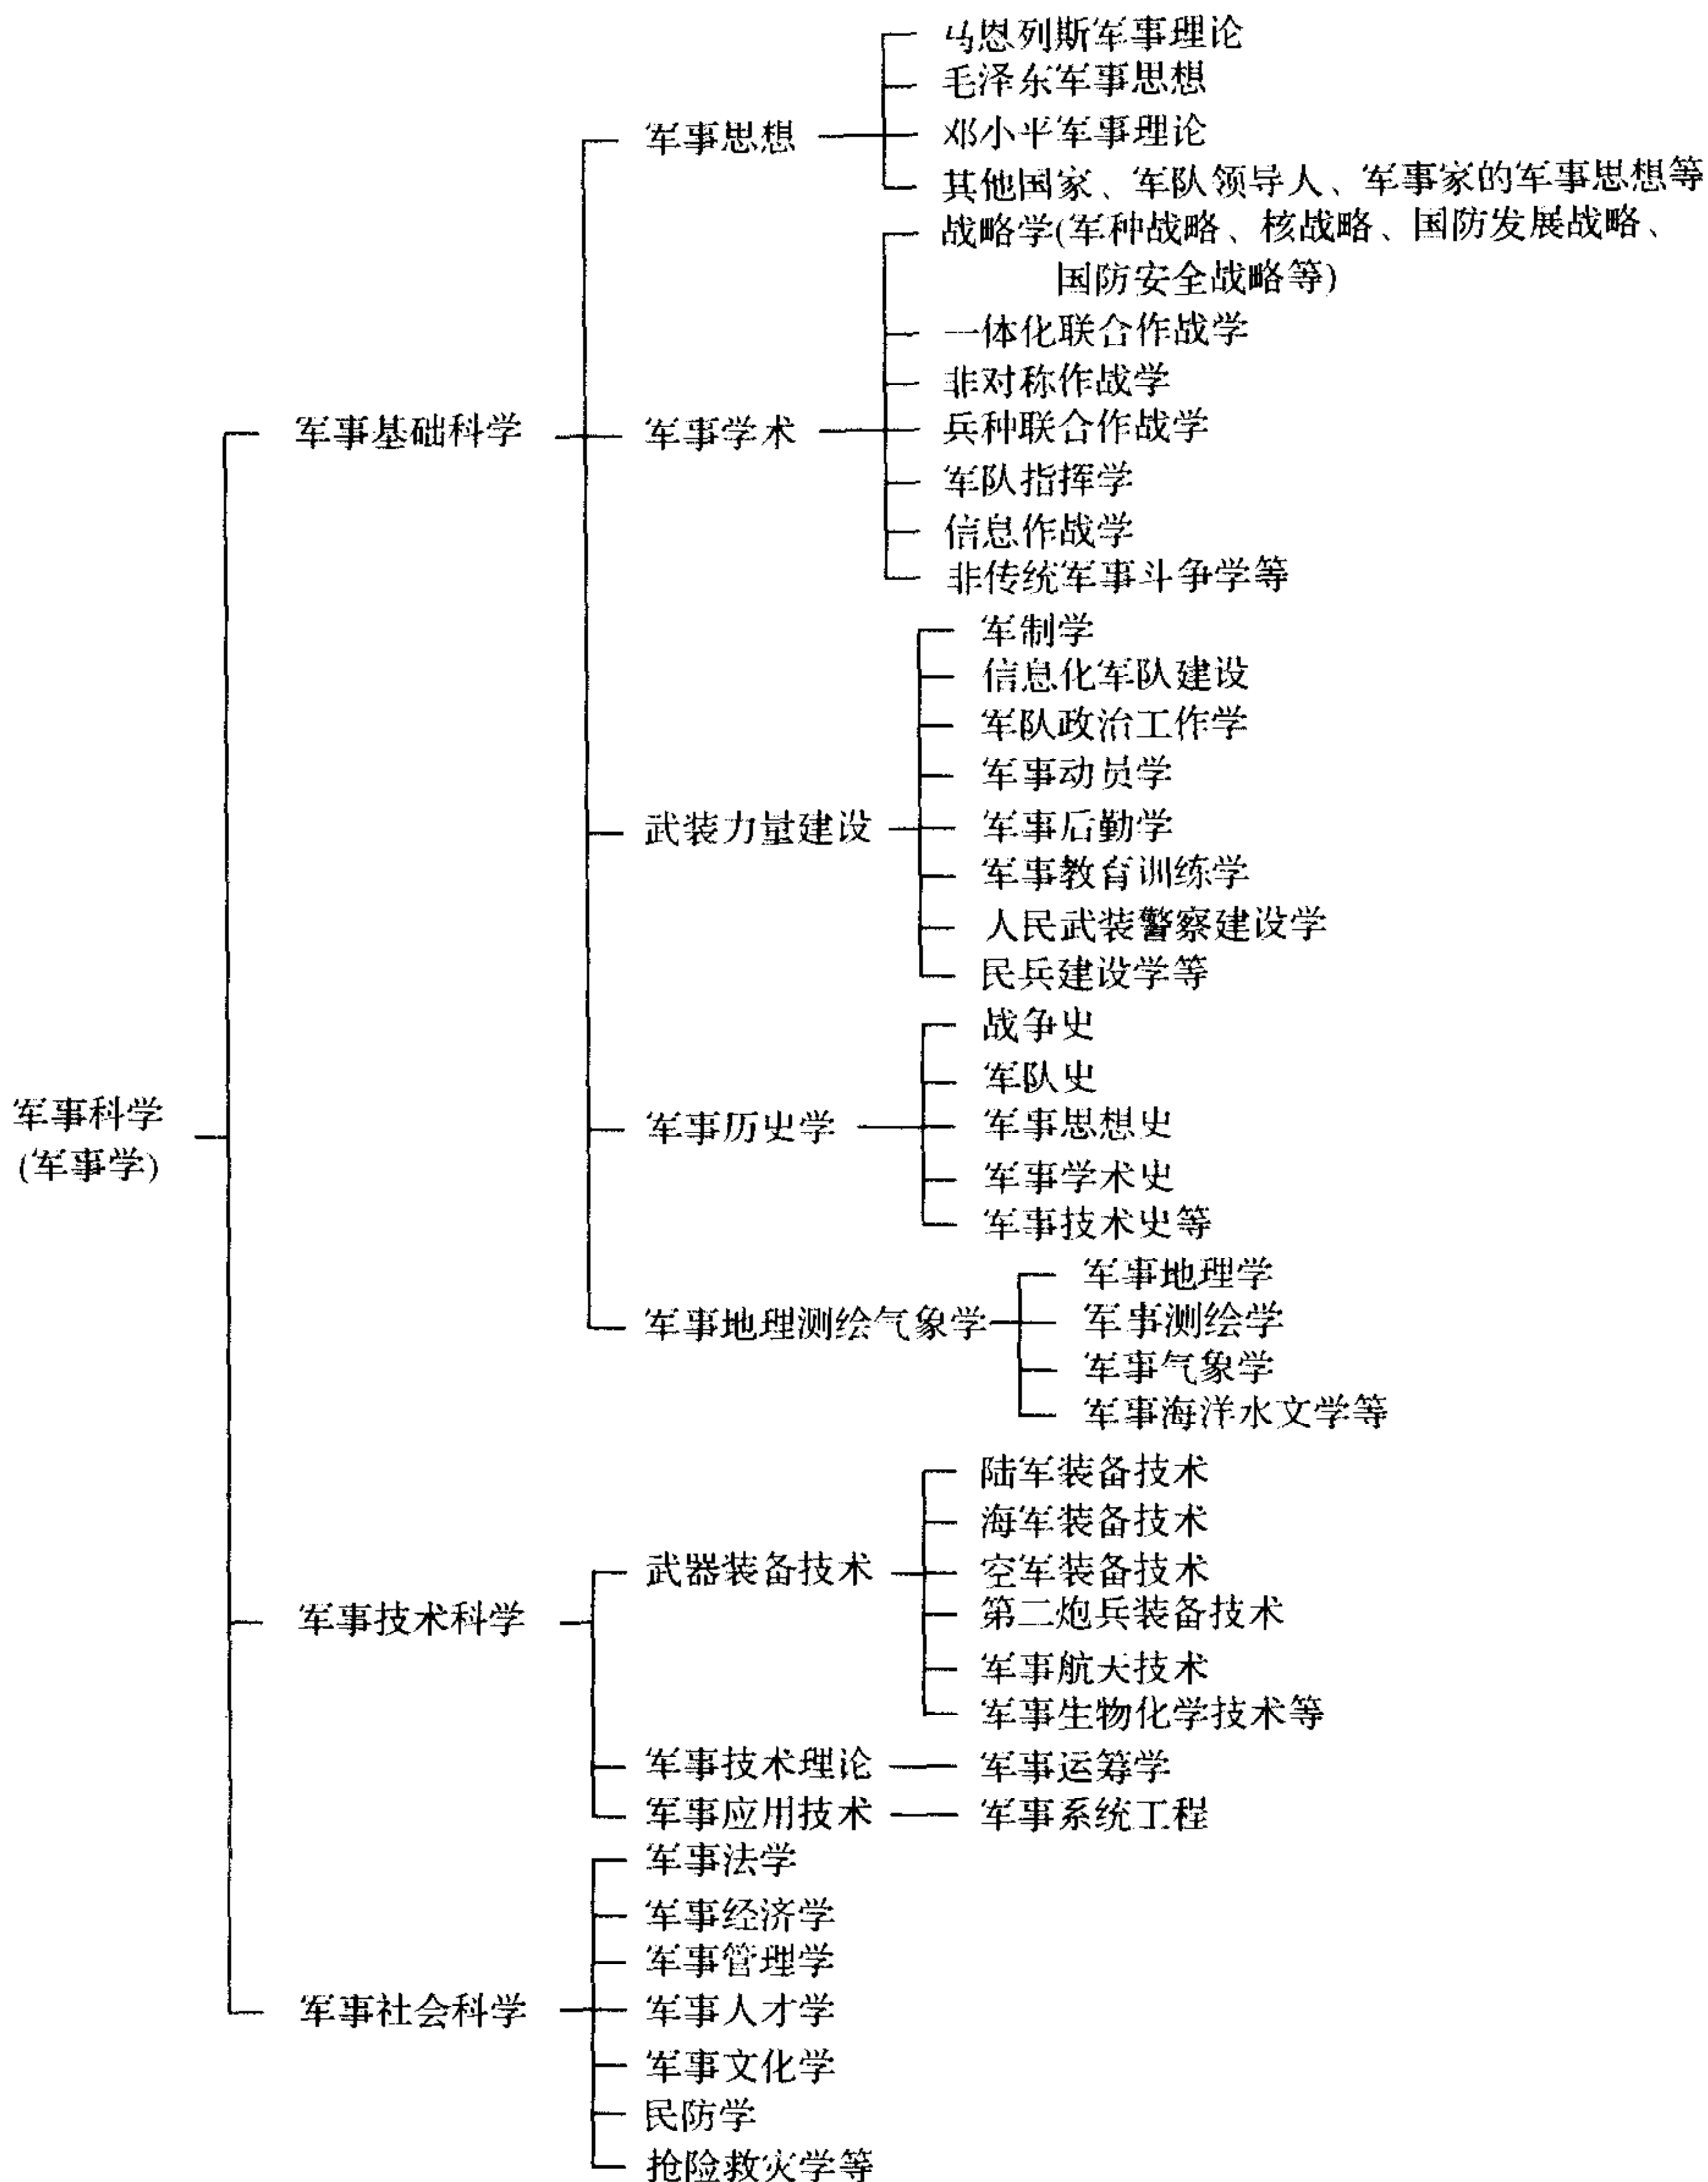 军事科学
(军事学)
军事基础科学
军事思想
马恩列斯军事理论
毛泽东军事思想
邓小平军事理论
其他国家、军队领导人、军事家的军事思想等
军事学术
战略学(军种战略、核战略、国防发展战略、
国防安全战略等)
一体化联合作战学
非对称作战学
兵种联合作战学
军队指挥学
信息作战学
非传统军事斗争学等
武装力量建设
军制学
信息化军队建设
军队政治工作学
军事动员学
军事后勤学
军事教育训练学
人民武装警察建设学
民兵建设学等
军事历史学
战争史
军队史
军事思想史
军事学术史
军事技术史等
军事地理测绘气象学
军事地理学
军事测绘学
军事气象学
军事海洋水文学等
军事技术科学
武器装备技术
陆军装备技术
海军装备技术
空军装备技术
第二炮兵装备技术
军事航天技术
军事生物化学技术等
军事技术理论
军事运筹学
军事应用技术
军事系统工程
军事社会科学
军事法学
军事经济学
军事管理学
军事人才学
军事文化学
民防学
抢险救灾学等